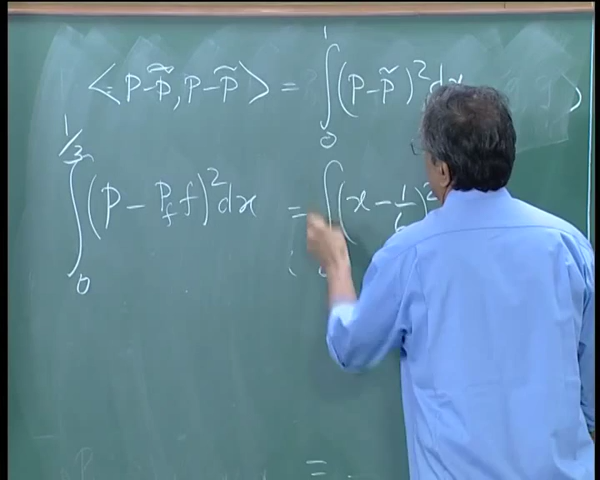 ⟨P-P̃, P-P̃⟩ = ∫₀¹ (P-P̃)² dx
∫₀^{1/3} (P - P_f f)² dx = ∫ (x - 1/6)²
=